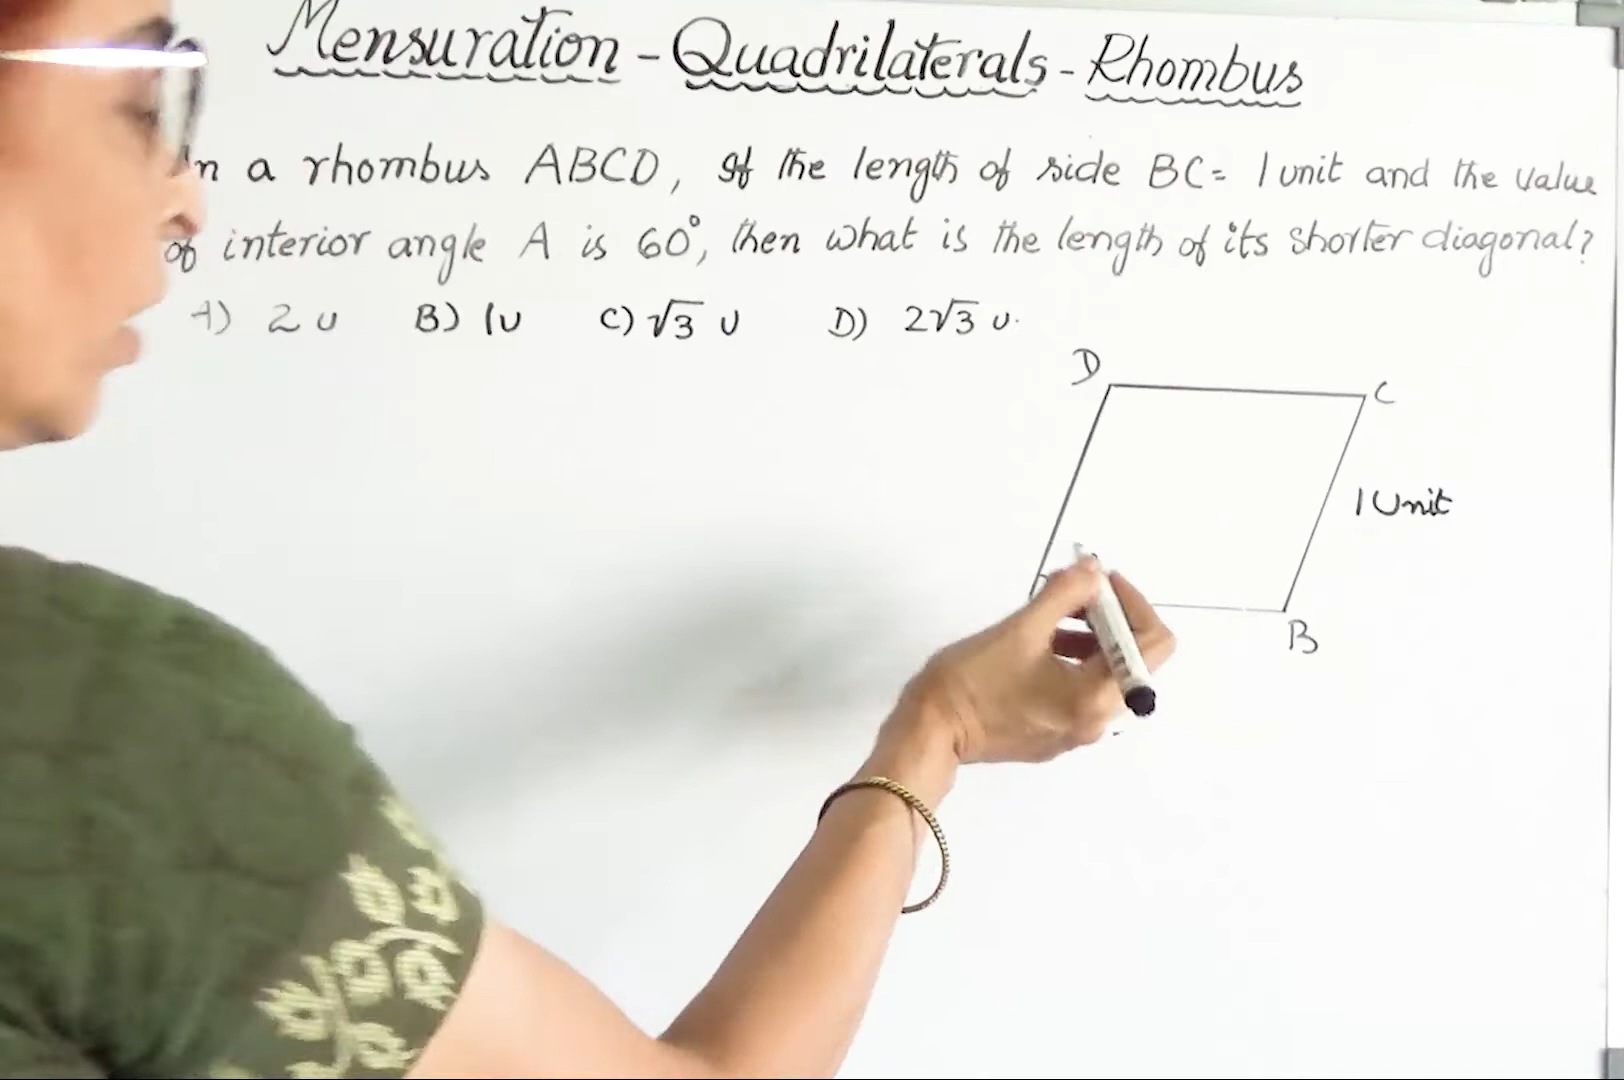 Mensuration - Quadrilaterals - Rhombus
n a rhombus ABCD, If the length of side BC = 1 unit and the value
of interior angle A is 60°, then what is the length of its shorter diagonal?
A) 2 u B) 1u C) √3 u D) 2√3 u.
D
C
1 Unit
B